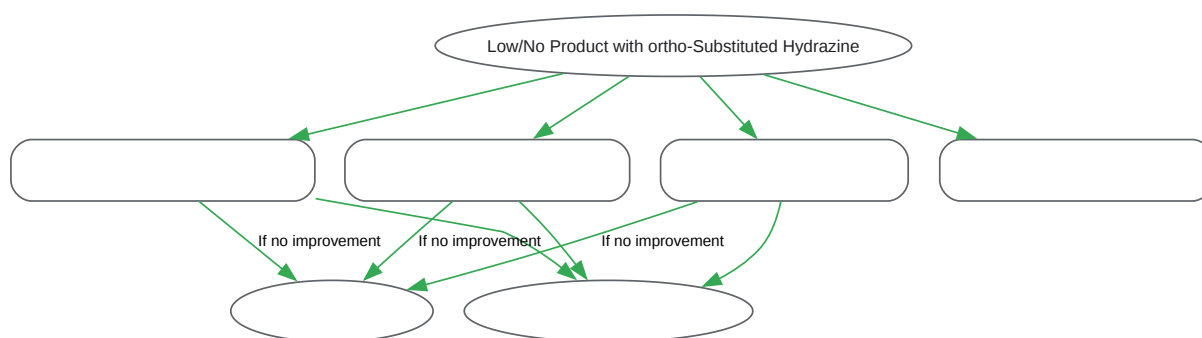 Low/No Product with ortho-Substituted Hydrazine
If no improvement
If no improvement
If no improvement